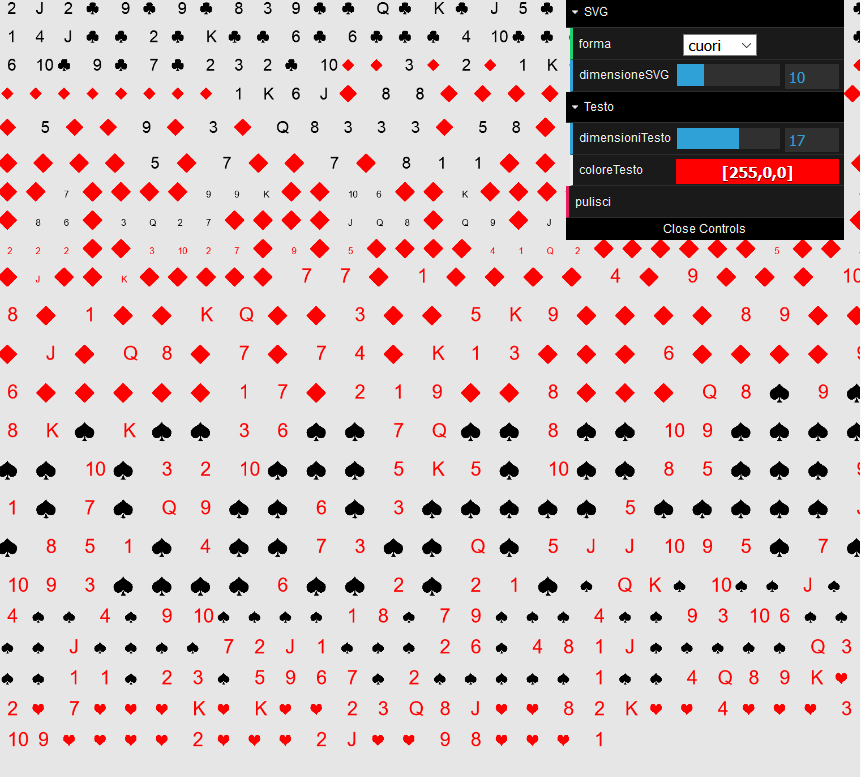 2 J 2 9 9 8 3 9 Q K J 5
1 4 J 2 K 6 6 4 10
6 10 9 7 2 3 2 10 3 2 1 K
1 K 6 J 8 8
5 9 3 Q 8 3 3 3 5 8
5 7 7 8 1 1
7 9 9 K 10 6 K
8 6 3 Q 2 7 J Q 8 9 J
2 2 2 3 10 2 7 9 5 4 1 Q 2 5
J K 7 7 1 4 9 10
8 1 K Q 3 5 K 9 8 9
J Q 8 7 7 4 K 1 3 6
6 1 7 2 1 9 8 Q 8 9
8 K K 3 6 7 Q 8 10 9
10 3 2 10 5 K 5 10 8 5
1 7 Q 9 6 3 5
8 5 1 4 7 3 Q 5 J J 10 9 5 7
10 9 3 6 2 2 1 Q K 10 J
4 4 9 10 1 8 7 9 4 9 3 10 6
J 7 2 J 1 2 6 4 8 1 J Q 3
1 1 2 3 5 9 6 7 2 1 4 Q 8 9 K
2 7 K K 2 3 Q 8 J 8 2 K 4 3
10 9 2 2 J 9 8 1
SVG
forma cuori
dimensioneSVG 10
Testo
dimensioniTesto 17
coloreTesto [255,0,0]
pulisci
Close Controls